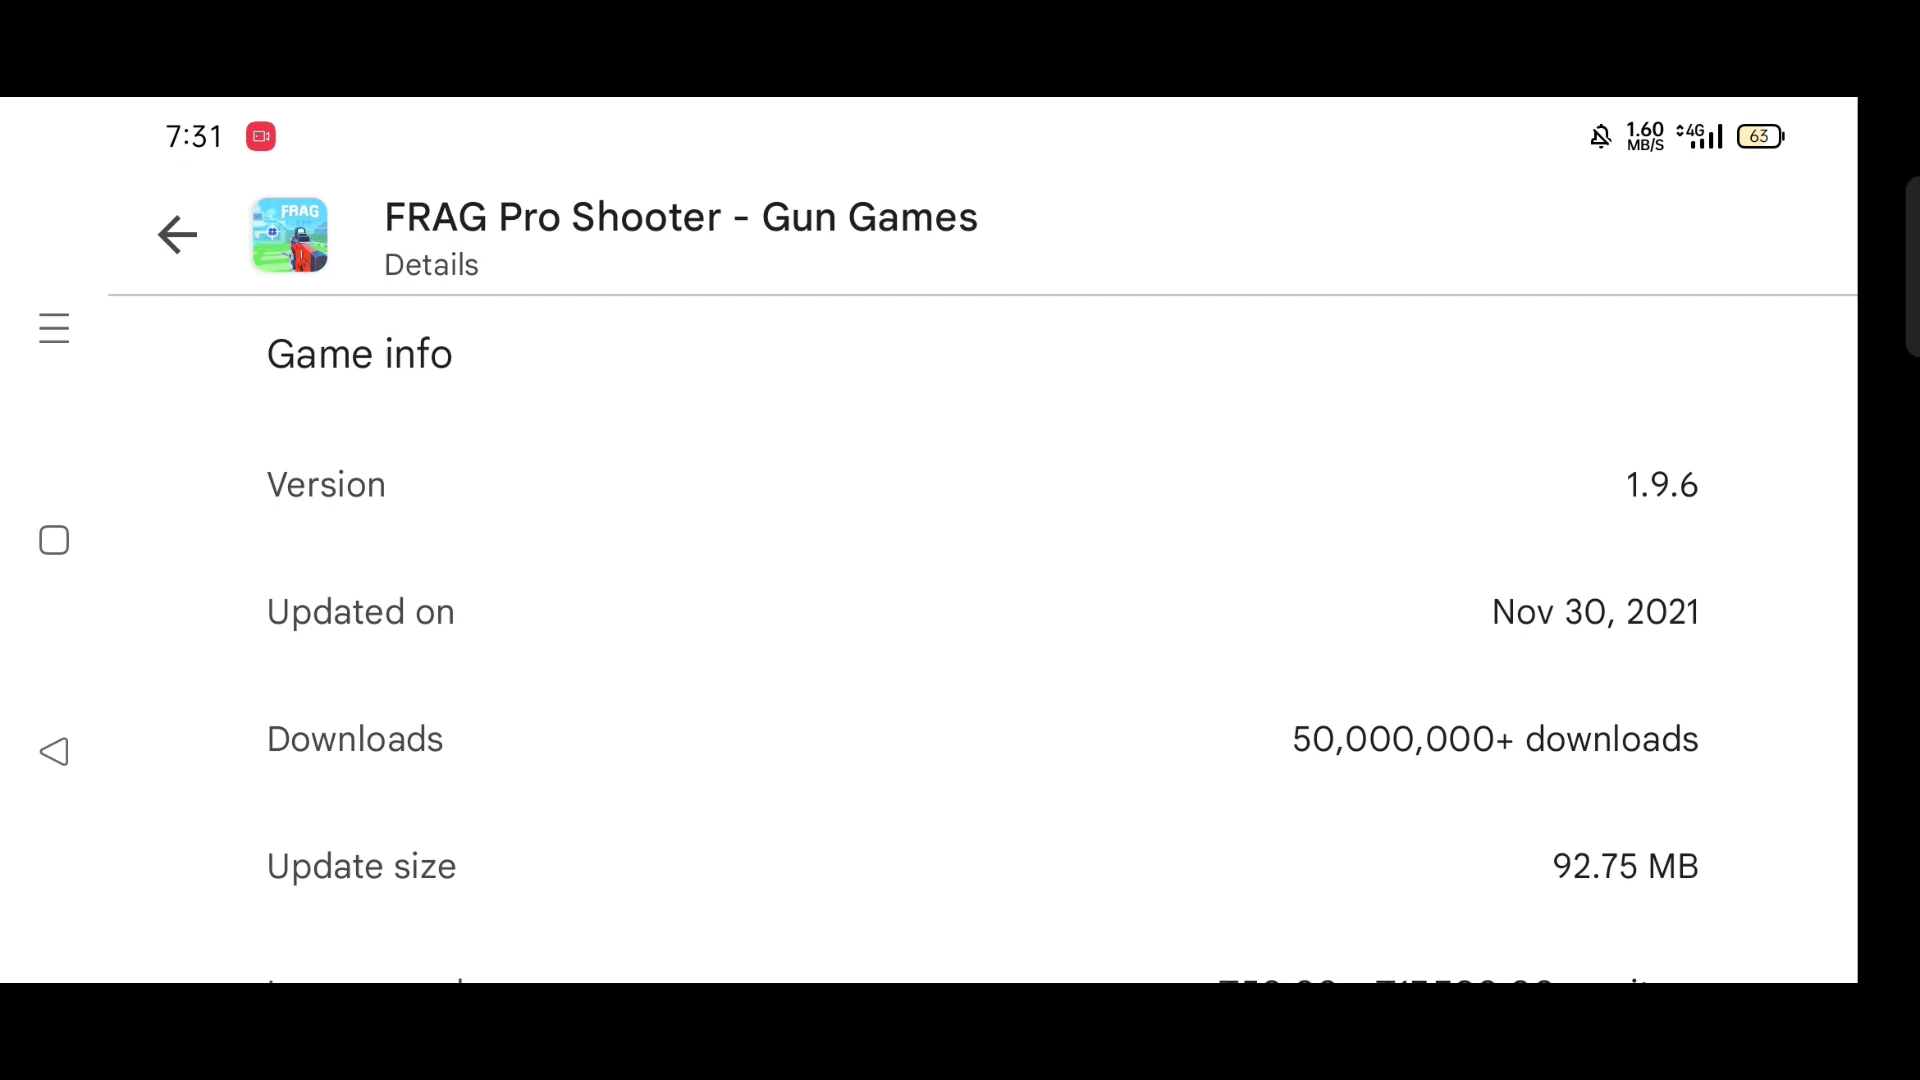 7:31
1.60 MB/S 4G 63
FRAG
FRAG Pro Shooter - Gun Games
Details
Game info
Version 1.9.6
Updated on Nov 30, 2021
Downloads 50,000,000+ downloads
Update size 92.75 MB